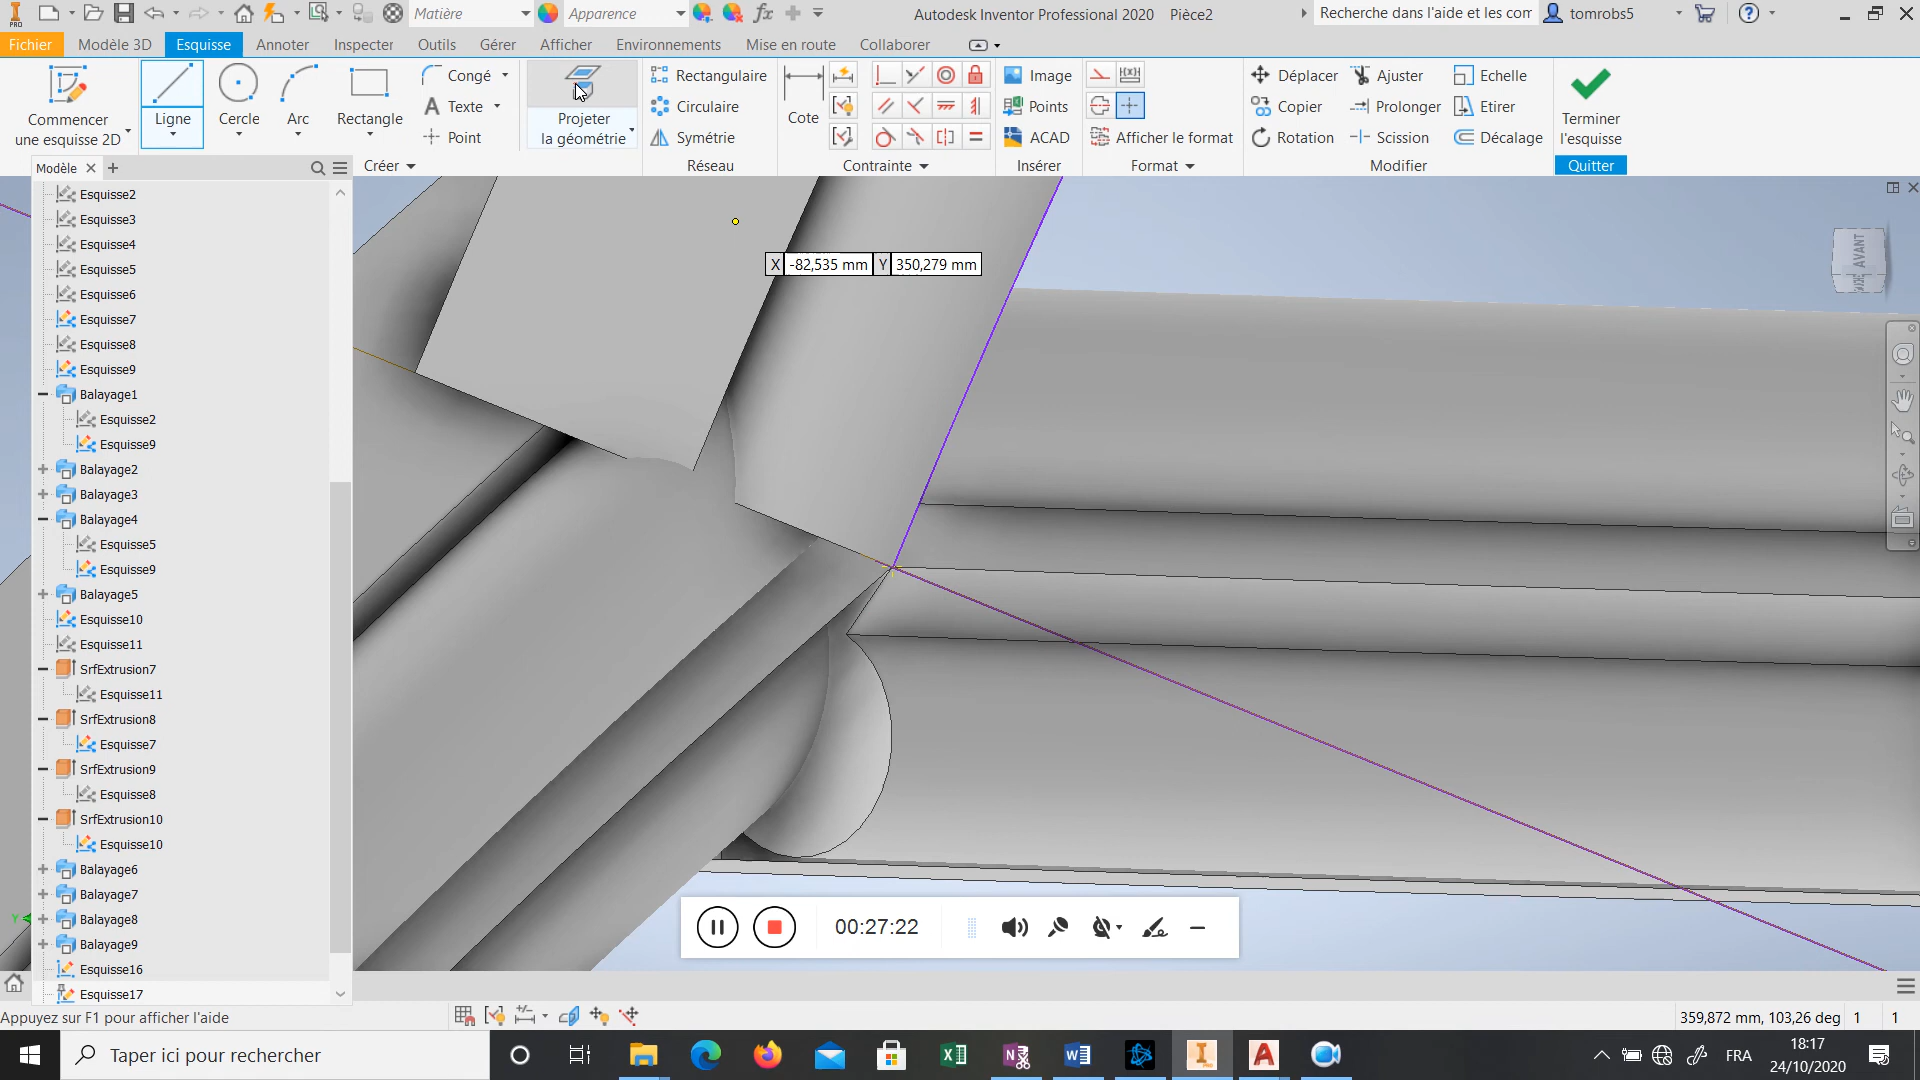 Matière
Apparence
fx
Autodesk Inventor Professional 2020 Pièce2
Recherche dans l'aide et les com
tomrobs5
PRO
Fichier
Modèle 3D
Esquisse
Annoter
Inspecter
Outils
Gérer
Afficher
Environnements
Mise en route
Collaborer
Commencer
une esquisse 2D
Ligne
Cercle
Arc
Rectangle
Congé
Texte
Point
Créer
Projeter
la géométrie
Rectangulaire
Circulaire
Symétrie
Réseau
Cote
Contrainte
Image
Points
ACAD
Insérer
Afficher le format
Format
Déplacer
Copier
Rotation
Ajuster
Prolonger
Scission
Echelle
Etirer
Décalage
Modifier
Terminer
l'esquisse
Quitter
Modèle
Esquisse2
Esquisse3
Esquisse4
Esquisse5
Esquisse6
Esquisse7
Esquisse8
Esquisse9
Balayage1
Esquisse2
Esquisse9
Balayage2
Balayage3
Balayage4
Esquisse5
Esquisse9
Balayage5
Esquisse10
Esquisse11
SrfExtrusion7
Esquisse11
SrfExtrusion8
Esquisse7
SrfExtrusion9
Esquisse8
SrfExtrusion10
Esquisse10
Balayage6
Balayage7
Balayage8
Balayage9
Esquisse16
Esquisse17
X -82,535 mm Y 350,279 mm
AVANT
Y
00:27:22
Appuyez sur F1 pour afficher l'aide
359,872 mm, 103,26 deg 1 1
Taper ici pour rechercher
FRA
18:17
24/10/2020